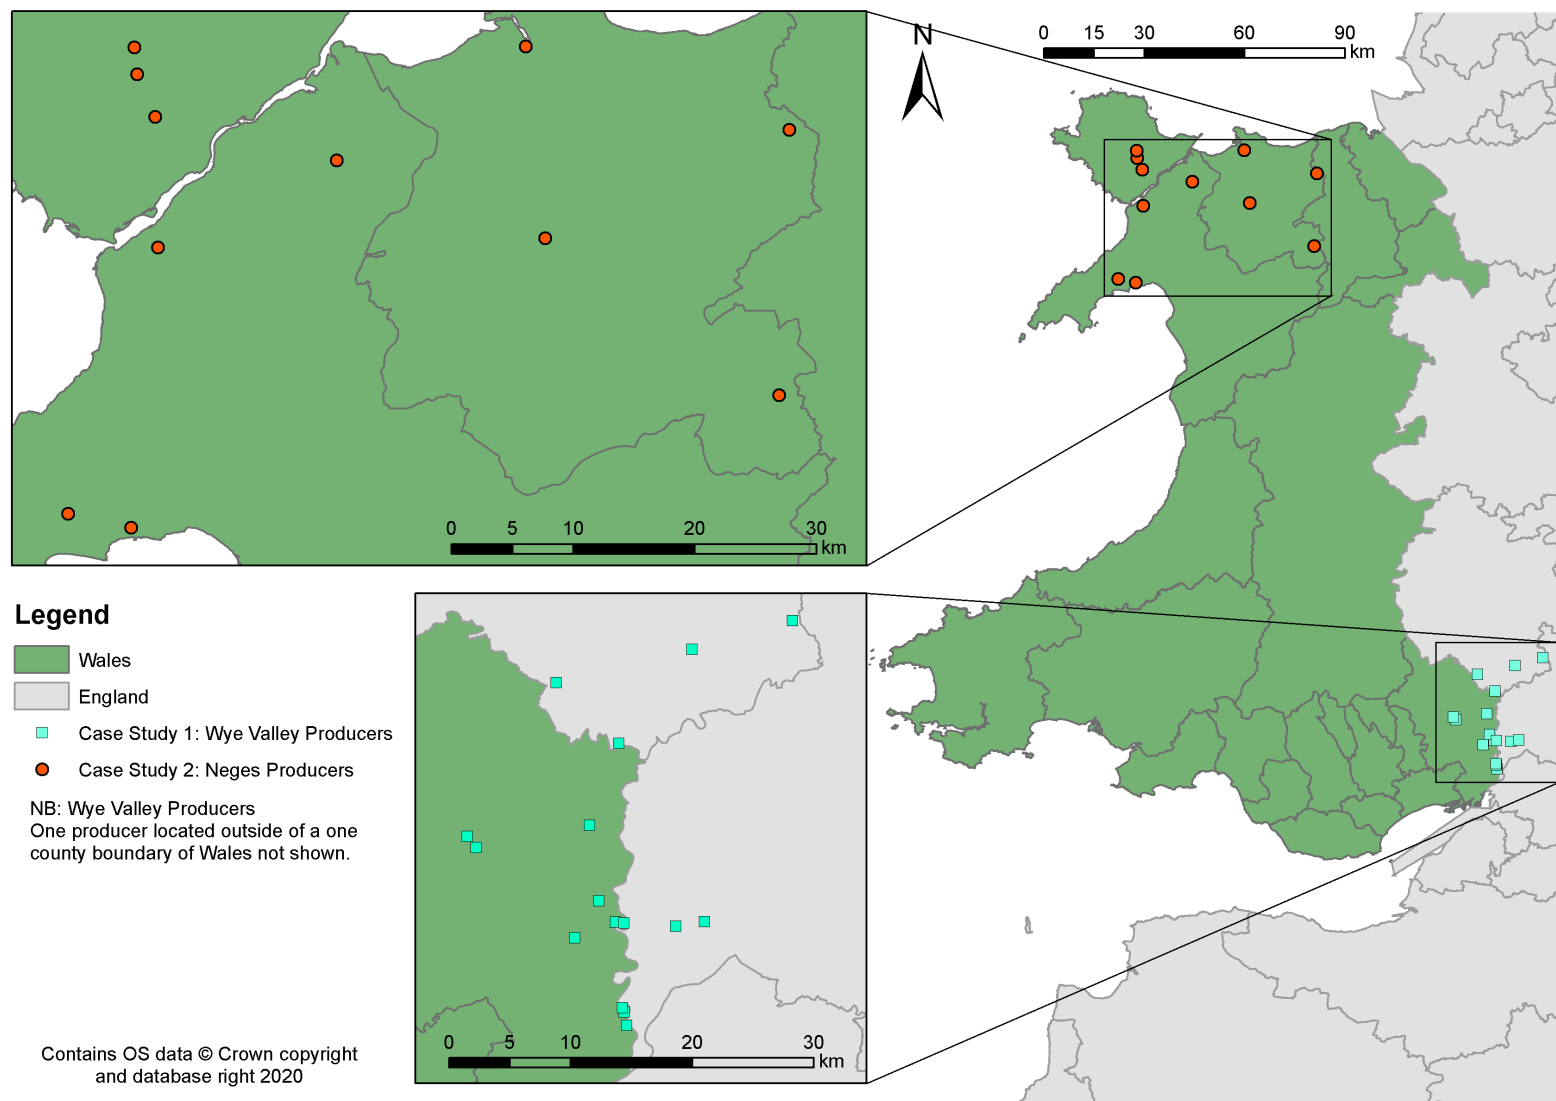 N
0 15 30 60 90
km
0 5 10 20 30
km
Legend
Wales
England
Case Study 1: Wye Valley Producers
Case Study 2: Neges Producers
NB: Wye Valley Producers
One producer located outside of a one
county boundary of Wales not shown.
0 5 10 20 30
km
Contains OS data © Crown copyright
and database right 2020